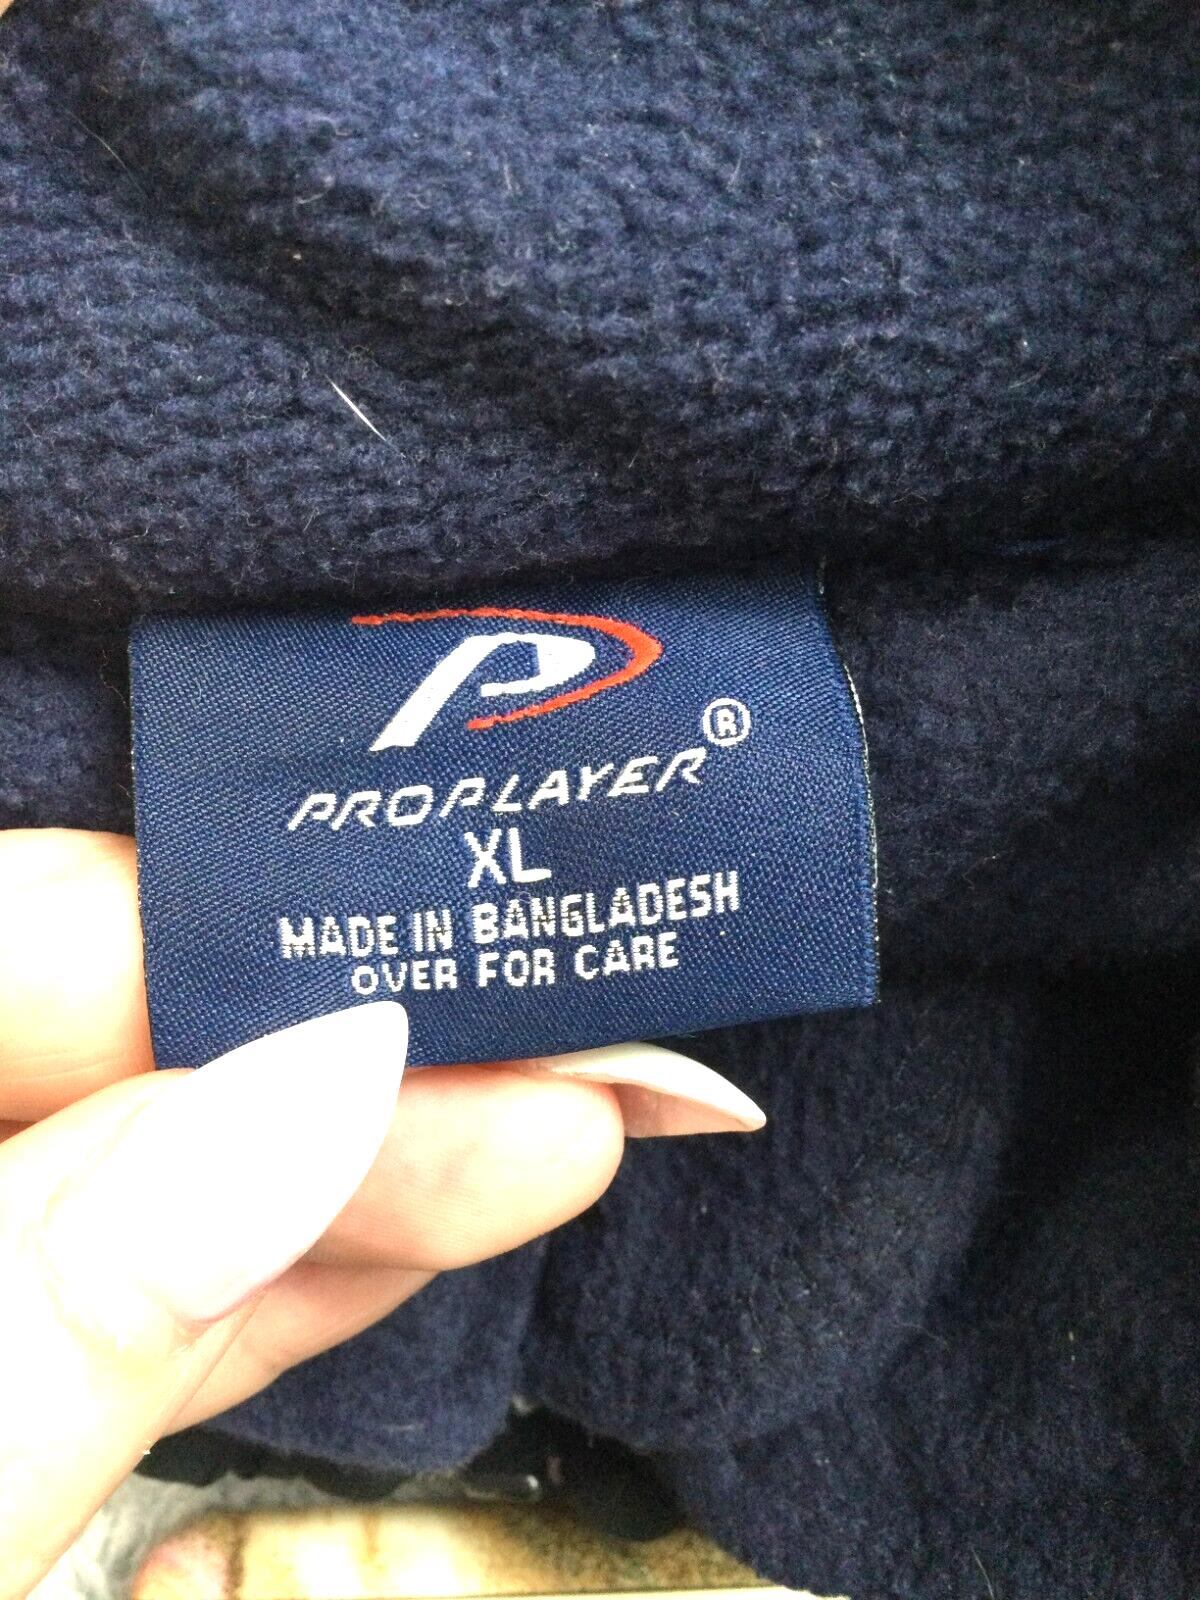 P
PROPLAYER®
XL
MADE IN BANGLADESH
OVER FOR CARE